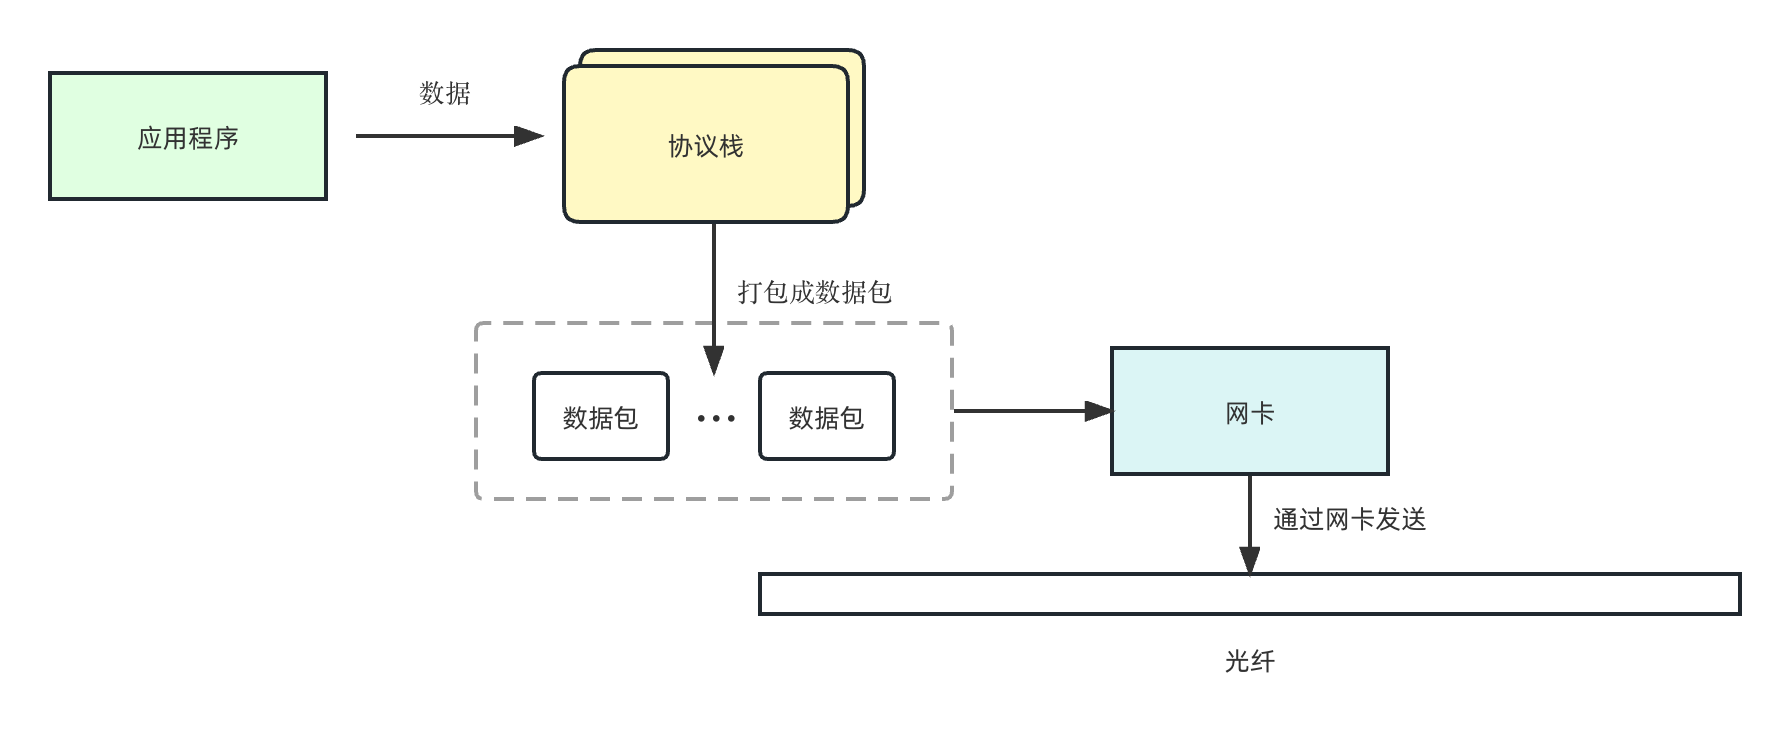 应用程序
数据
协议栈
打包成数据包
数据包
•••
数据包
网卡
通过网卡发送
光纤